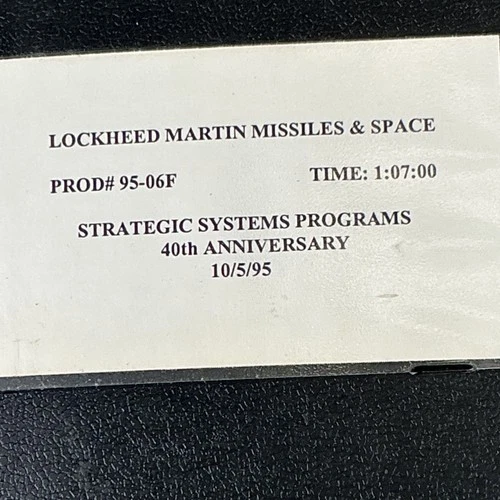 LOCKHEED MARTIN MISSILES & SPACE
PROD# 95-06F TIME: 1:07:00
STRATEGIC SYSTEMS PROGRAMS
40th ANNIVERSARY
10/5/95